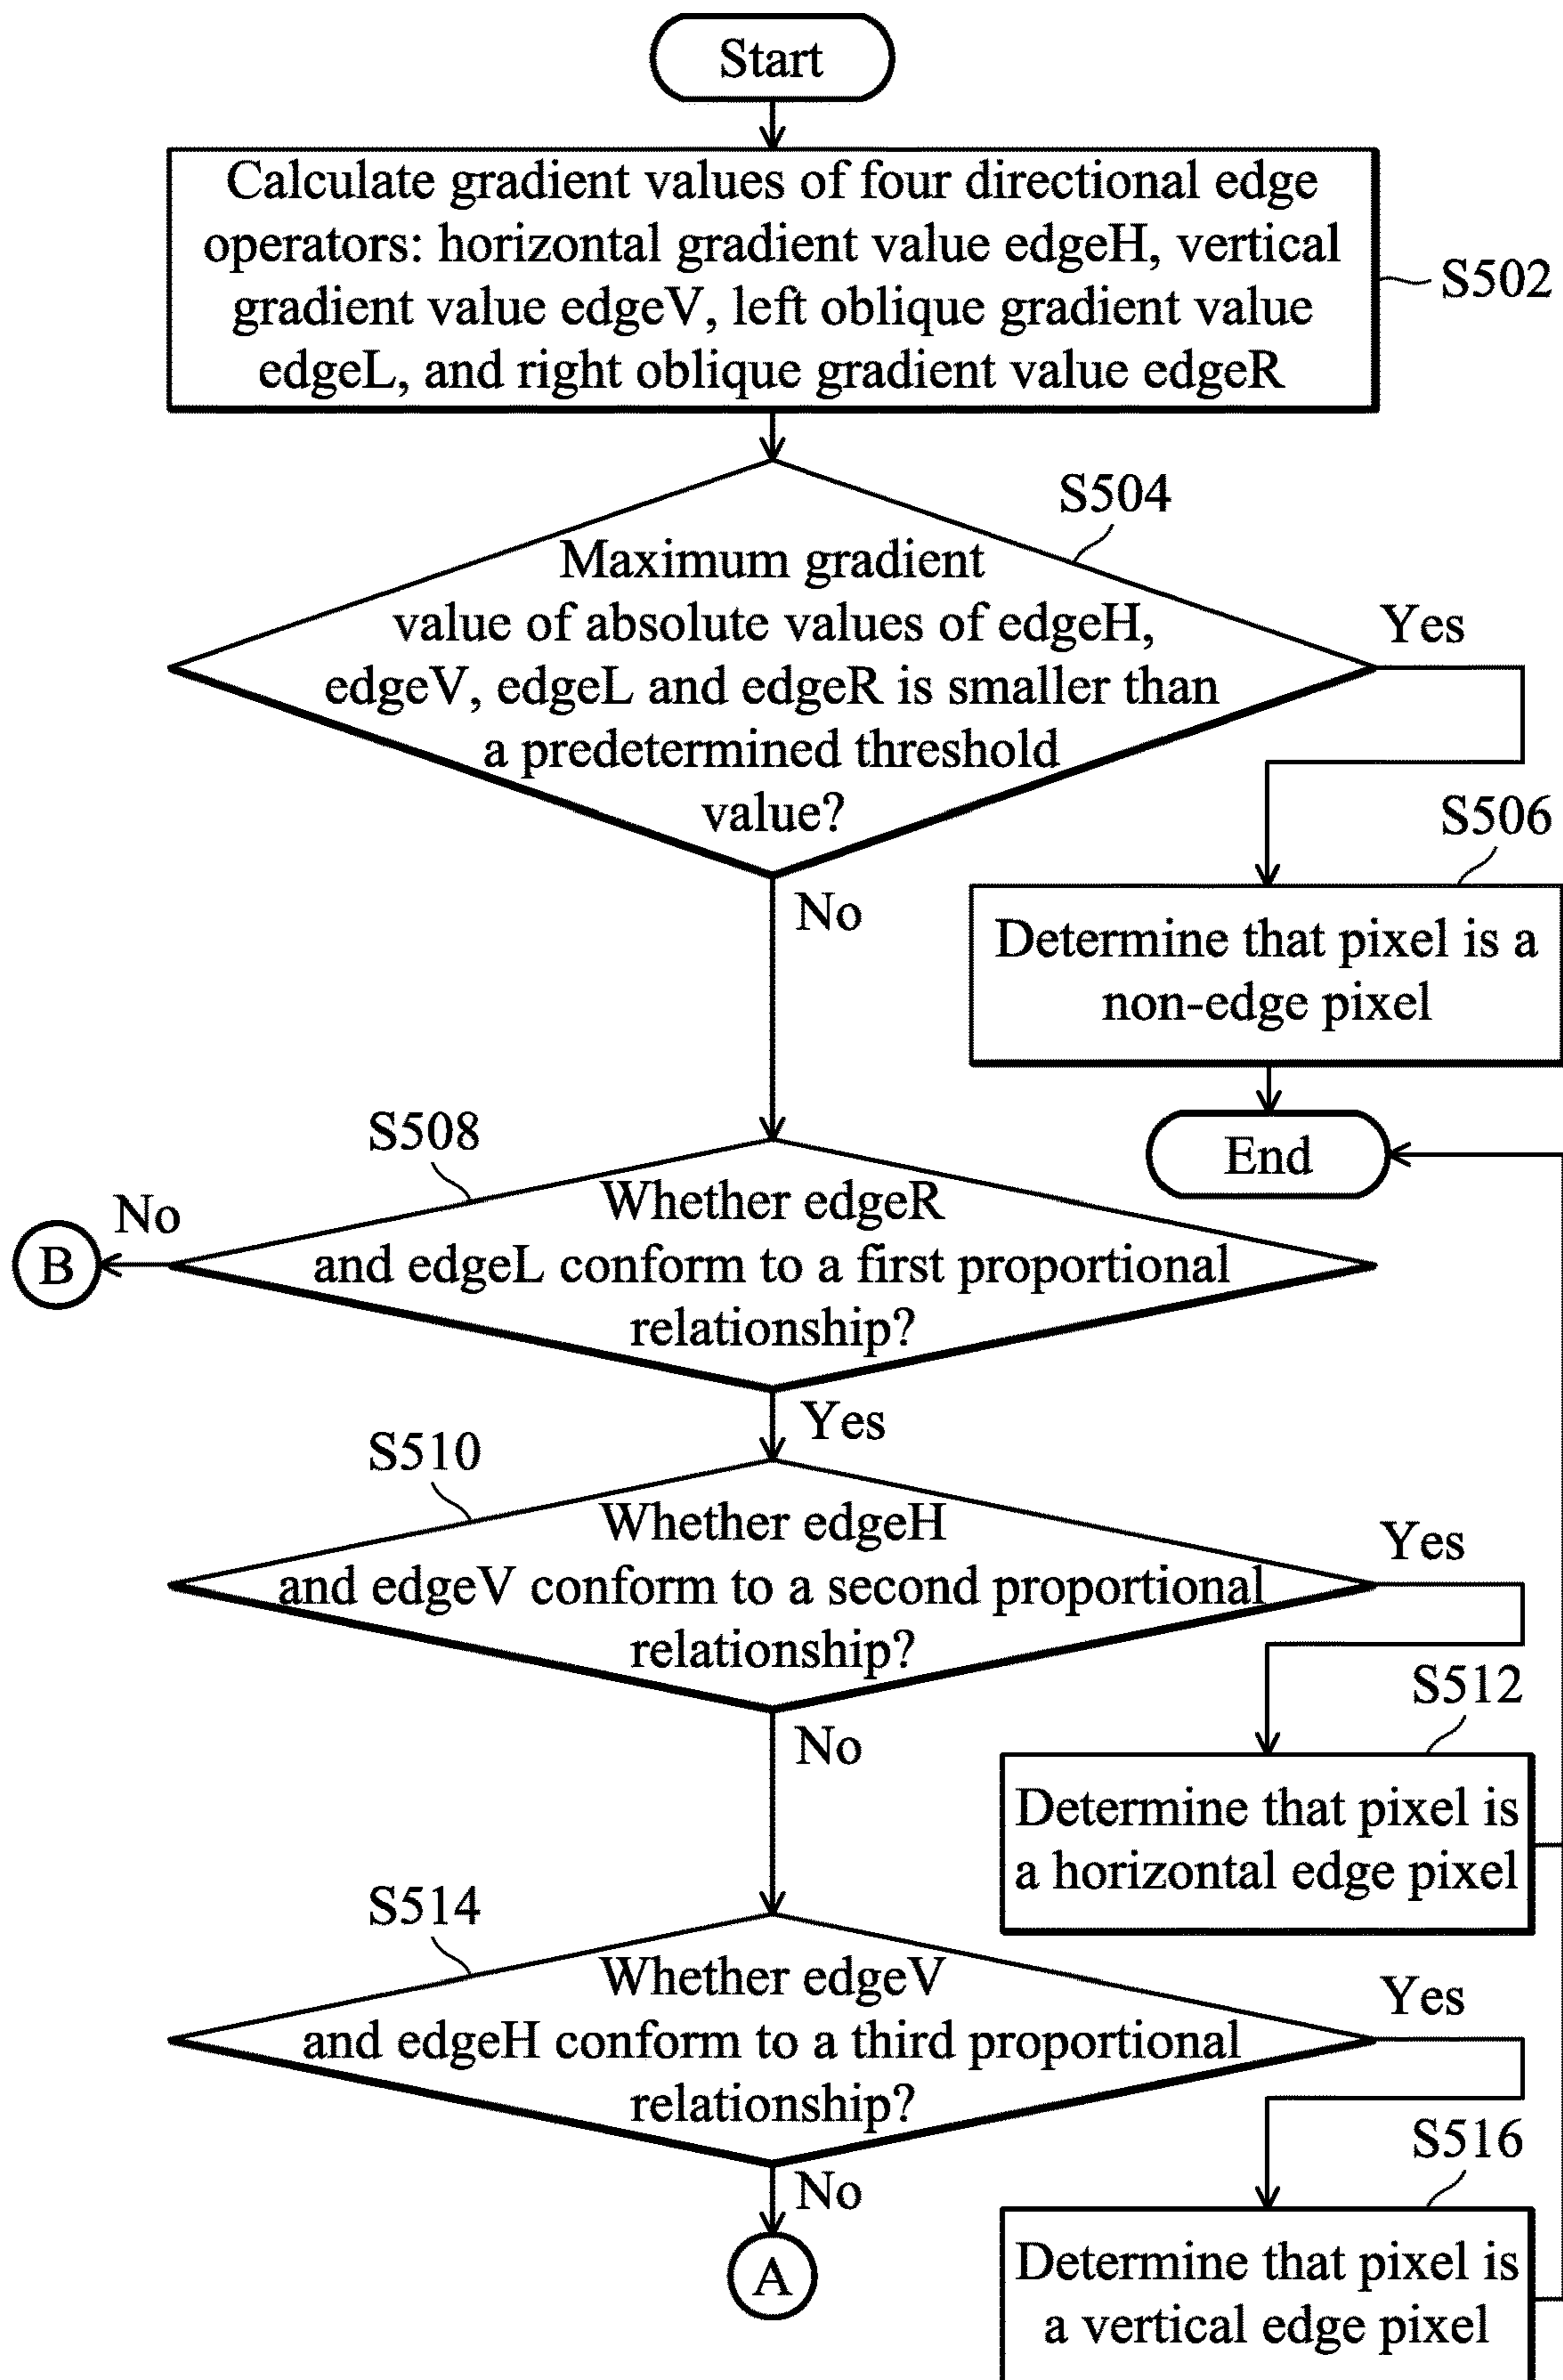 Start
Calculate gradient values of four directional edge
operators: horizontal gradient value edgeH, vertical
gradient value edgeV, left oblique gradient value
edgeL, and right oblique gradient value edgeR
S502
S504
Maximum gradient
value of absolute values of edgeH,
edgeV, edgeL and edgeR is smaller than
a predetermined threshold
value?
Yes
No
S506
Determine that pixel is a
non-edge pixel
End
S508
Whether edgeR
and edgeL conform to a first proportional
relationship?
No
B
Yes
S510
Whether edgeH
and edgeV conform to a second proportional
relationship?
Yes
No
S512
Determine that pixel is
a horizontal edge pixel
S514
Whether edgeV
and edgeH conform to a third proportional
relationship?
Yes
No
A
S516
Determine that pixel is
a vertical edge pixel